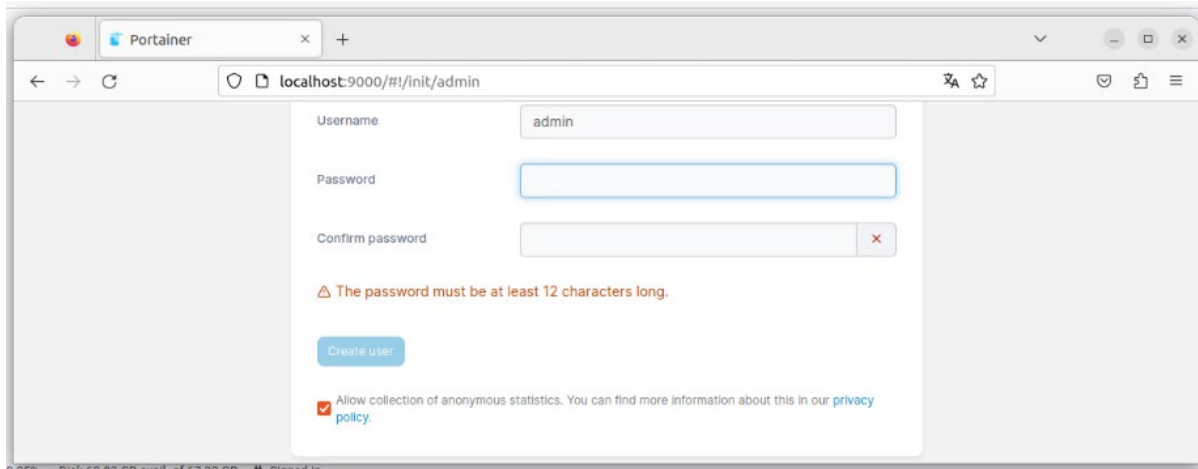 Portainer
localhost:9000/#!/init/admin
Username
admin
Password
Confirm password
The password must be at least 12 characters long.
Create user
Allow collection of anonymous statistics. You can find more information about this in our privacy
policy.